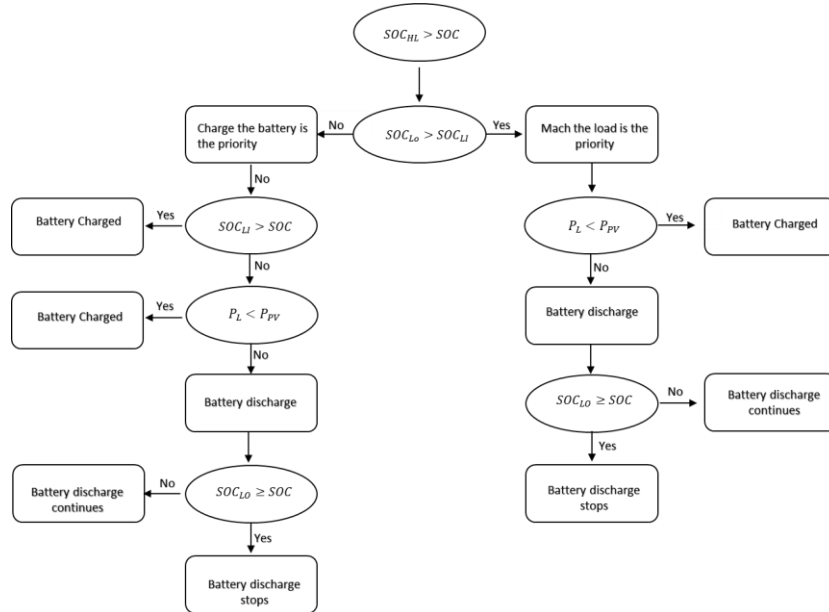 SOC_HL > SOC
No
Yes
Charge the battery is
the priority
SOC_Lo > SOC_LI
Mach the load is the
priority
No
Battery Charged
Yes
SOC_LI > SOC
P_L < P_PV
Yes
Battery Charged
No
No
Battery Charged
Yes
P_L < P_PV
Battery discharge
No
Battery discharge
SOC_LO ≥ SOC
No
Battery discharge
continues
Yes
Battery discharge
continues
No
SOC_LO ≥ SOC
Battery discharge
stops
Yes
Battery discharge
stops